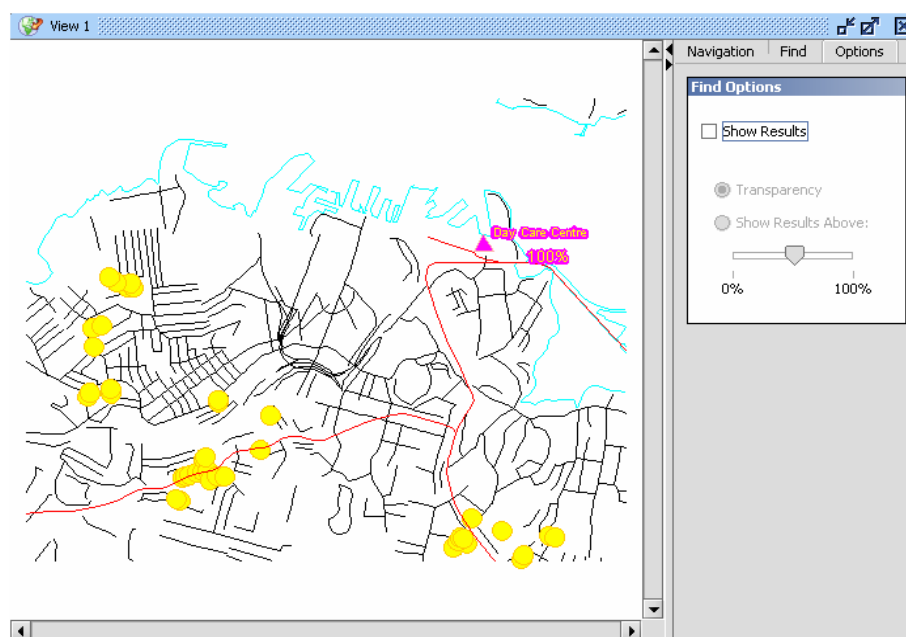 View 1
Navigation Find Options
Find Options
Show Results
Transparency
Show Results Above:
0% 100%
Day Care Centre
100%